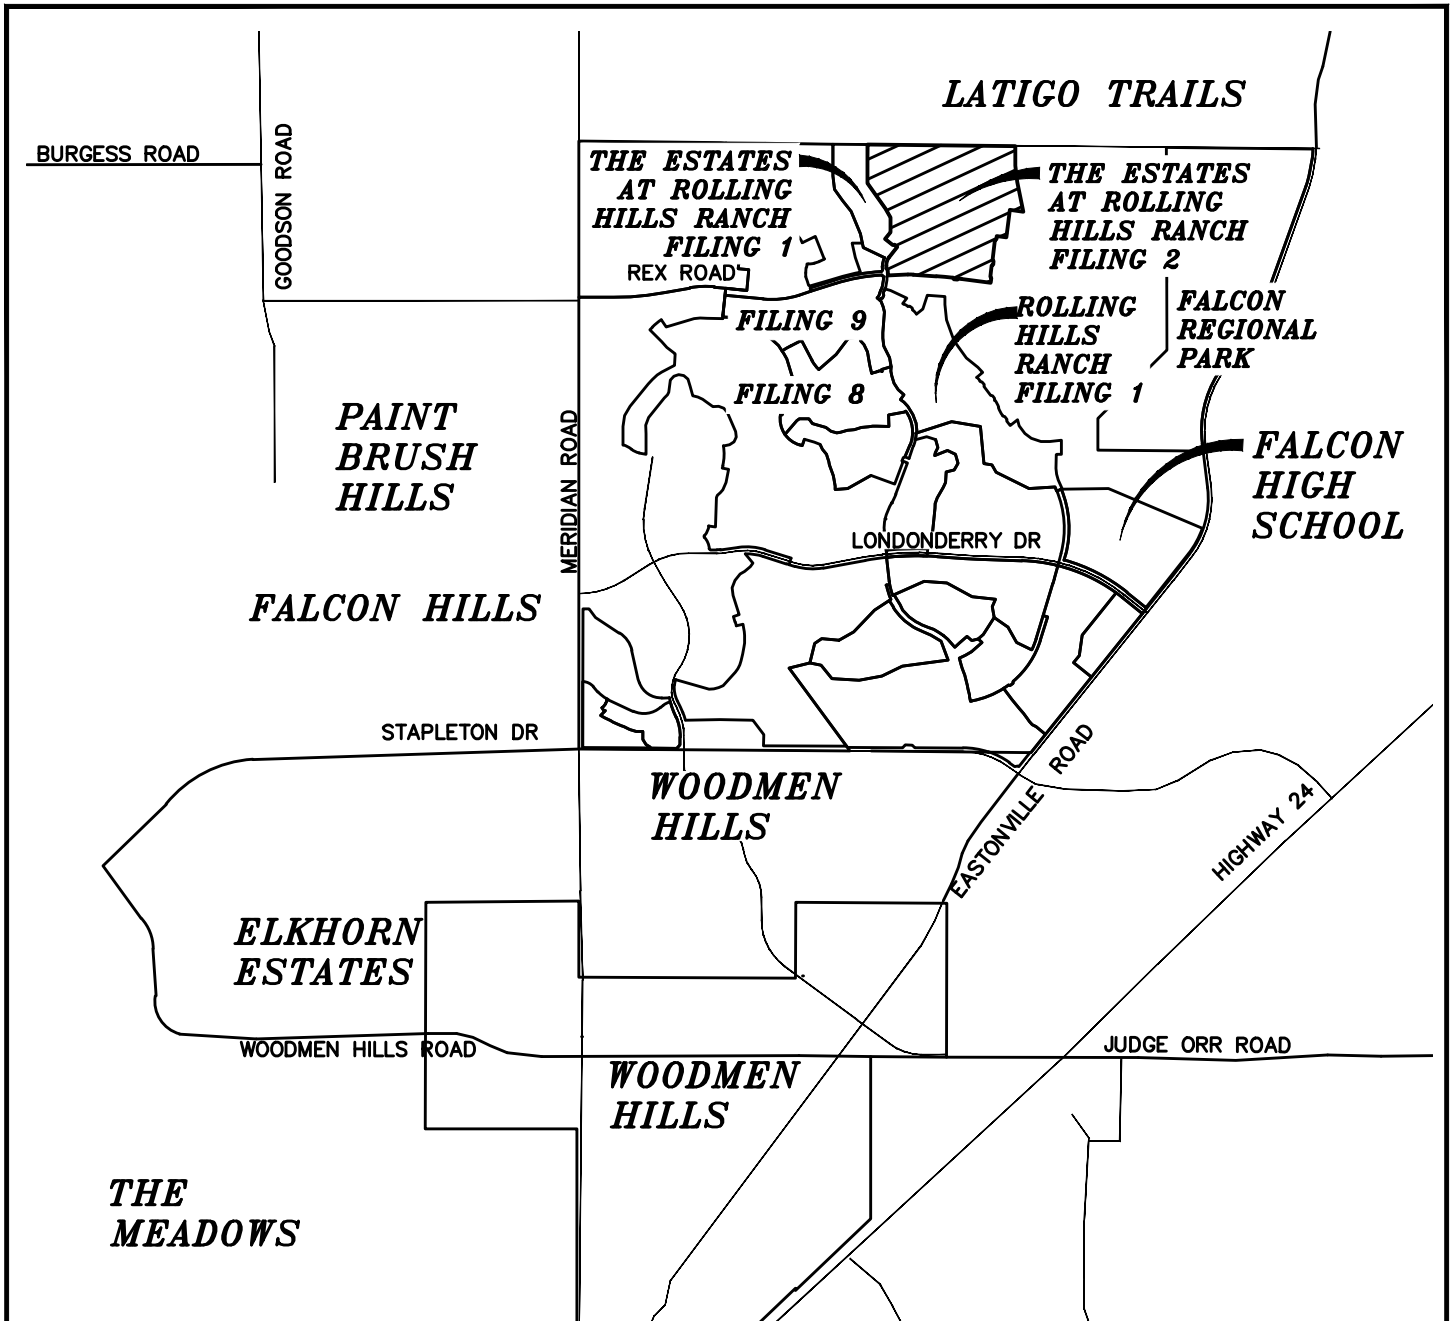 LATIGO TRAILS
BURGESS ROAD
GOODSON ROAD
THE ESTATES
AT ROLLING
HILLS RANCH
FILING 1
THE ESTATES
AT ROLLING
HILLS RANCH
FILING 2
REX ROAD
FILING 9
ROLLING
HILLS
RANCH
FILING 1
FALCON
REGIONAL
PARK
FILING 8
PAINT
BRUSH
HILLS
MERIDIAN ROAD
FALCON
HIGH
SCHOOL
LONDONDERRY DR
FALCON HILLS
STAPLETON DR
WOODMEN
HILLS
EASTONVILLE ROAD
HIGHWAY 24
ELKHORN
ESTATES
WOODMEN HILLS ROAD
JUDGE ORR ROAD
WOODMEN
HILLS
THE
MEADOWS